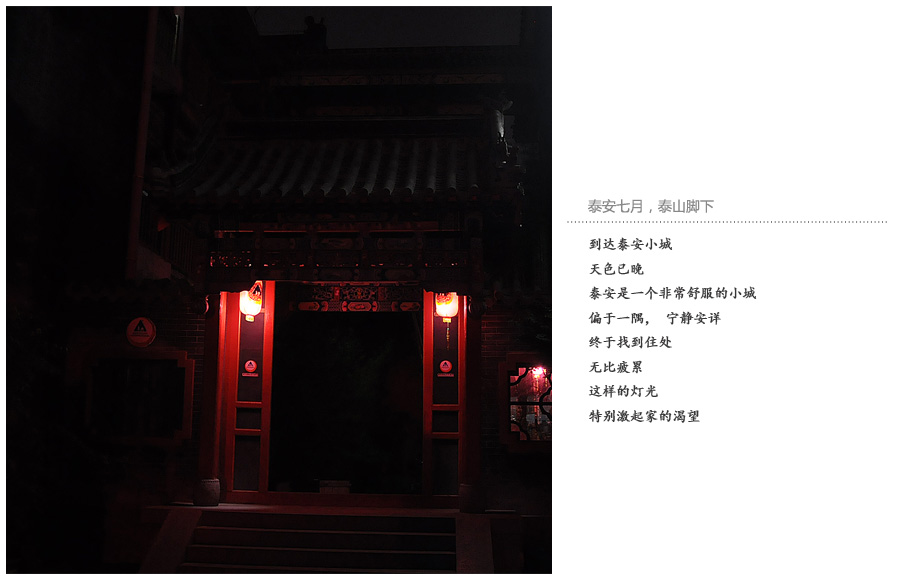 泰安七月，泰山脚下
到达泰安小城
天色已晚
泰安是一个非常舒服的小城
偏于一隅， 宁静安详
终于找到住处
无比疲累
这样的灯光
特别激起家的渴望